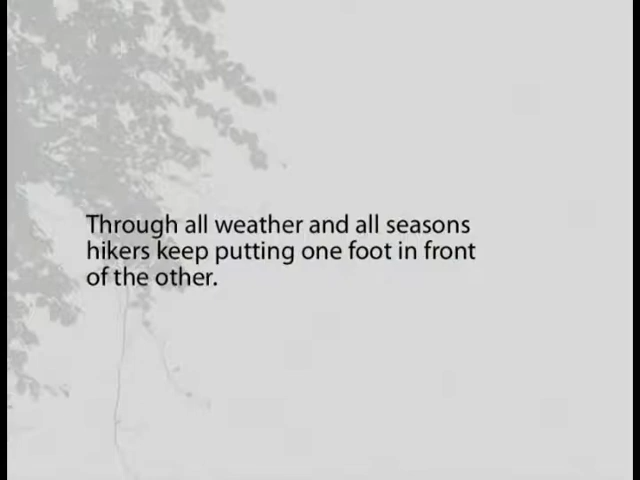 Through all weather and all seasons
hikers keep putting one foot in front
of the other.